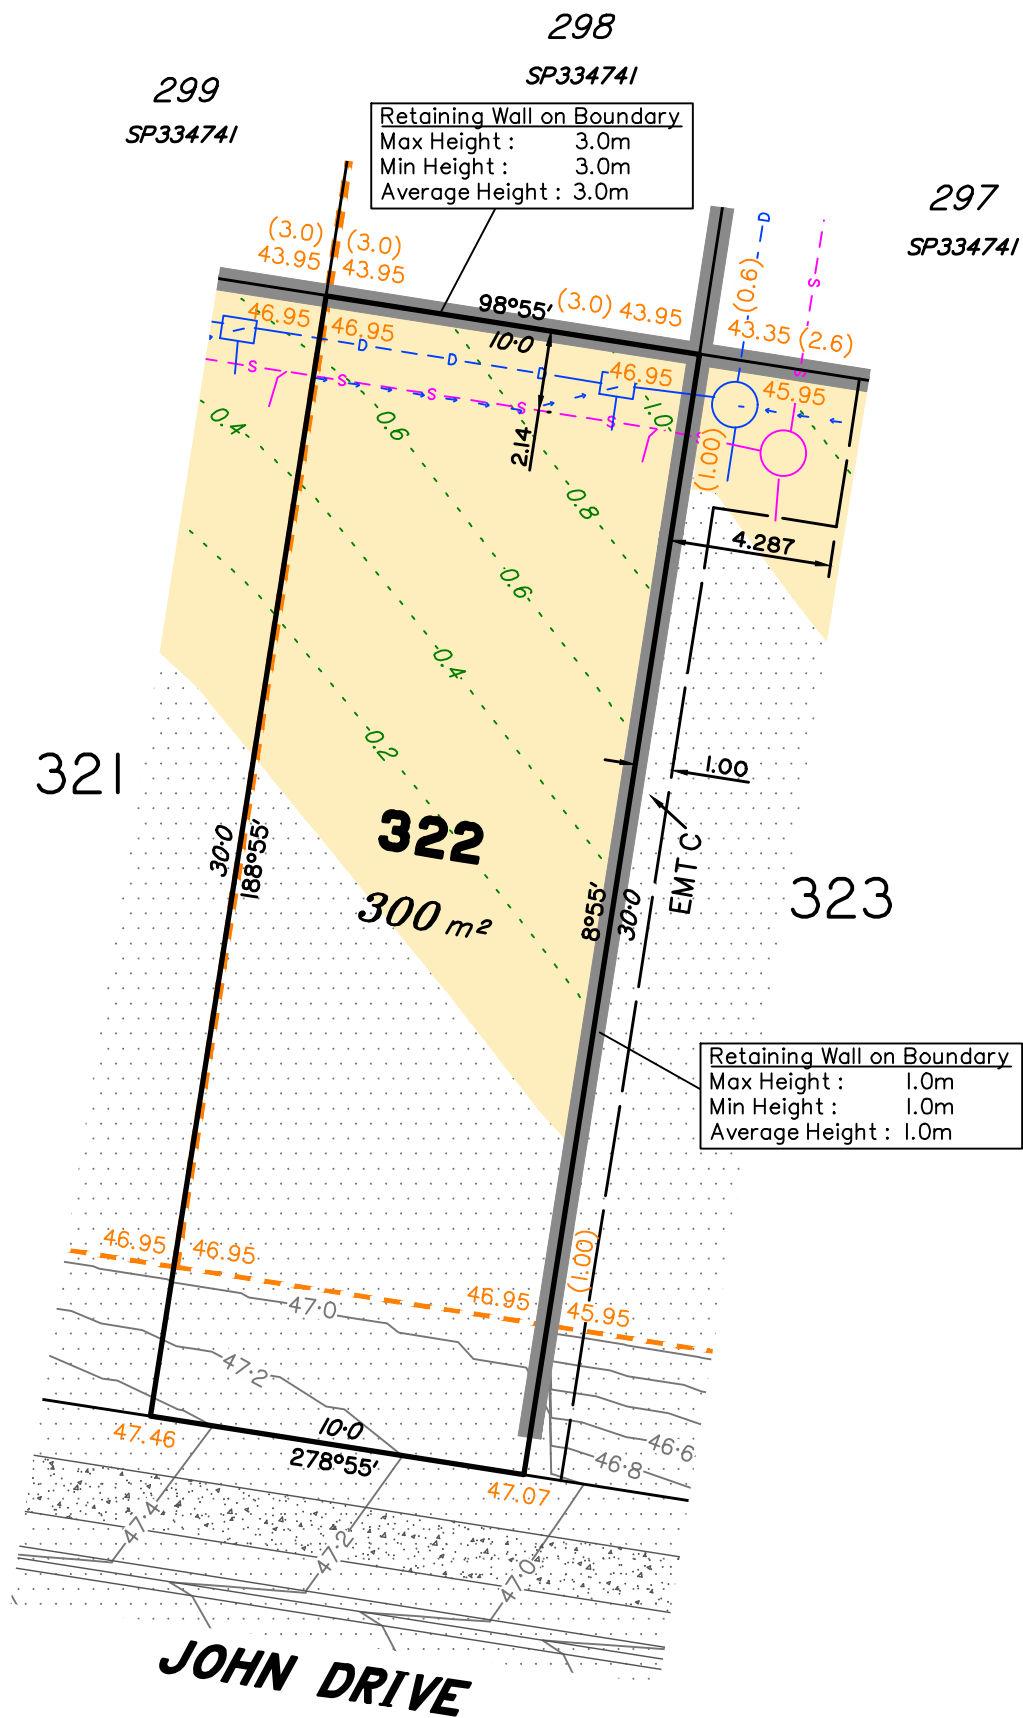 298
SP334741
299
SP334741
Retaining Wall on Boundary
Max Height : 3.0m
Min Height : 3.0m
Average Height : 3.0m
297
SP334741
(3.0) (3.0)
43.95 43.95
98°55'
(3.0) 43.95
(0.6)
D
S
43.35 (2.6)
46.95 46.95
10·0
D D D
46.95
45.95
S
S S S S S
0.4
0.6
1.0
2.14
(1.00)
0.8
4.287
0.6
0.4
0.2
1.00
321
322
300 m²
30·0
188°55'
EMT C
323
8°55'
30·0
Retaining Wall on Boundary
Max Height : 1.0m
Min Height : 1.0m
Average Height : 1.0m
46.95 46.95
(1.00)
46.95 45.95
47·0
47·2
10·0
278°55'
47.46
46·6
46·8
47.07
47·4
47·2
47·0
JOHN DRIVE